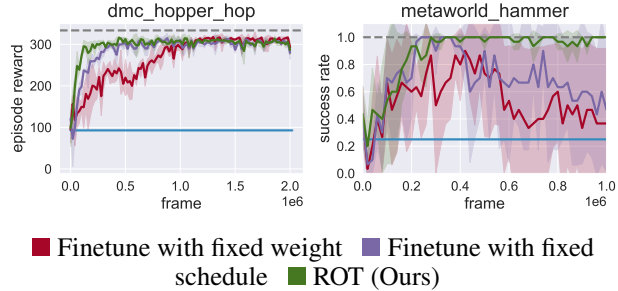 dmc_hopper_hop
metaworld_hammer
episode reward
300
200
100
0
0.0 0.5 1.0 1.5 2.0
frame
1e6
success rate
1.0
0.8
0.6
0.4
0.2
0.0
0.0 0.2 0.4 0.6 0.8 1.0
frame
1e6
Finetune with fixed weight Finetune with fixed
schedule ROT (Ours)